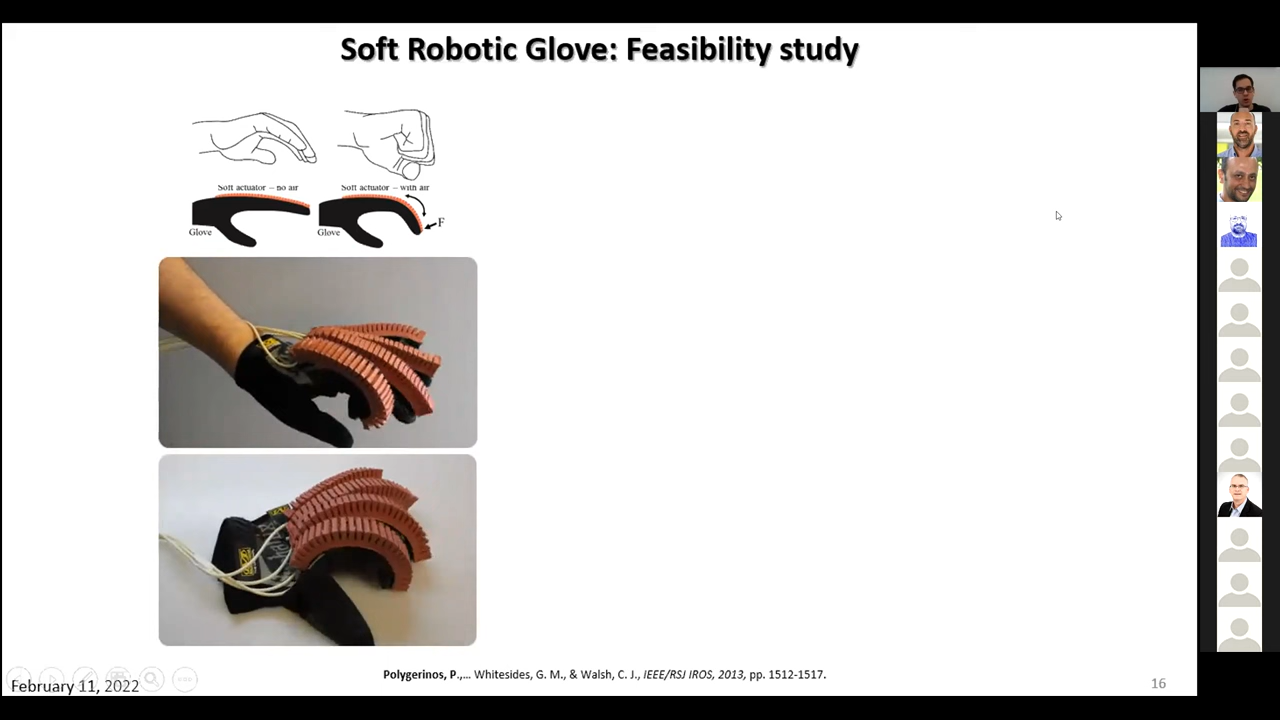 Soft Robotic Glove: Feasibility study
Soft actuator – no air
Soft actuator – with air
F
Glove
Glove
Polygerinos, P.,… Whitesides, G. M., & Walsh, C. J., IEEE/RSJ IROS, 2013, pp. 1512-1517.
February 11, 2022
16